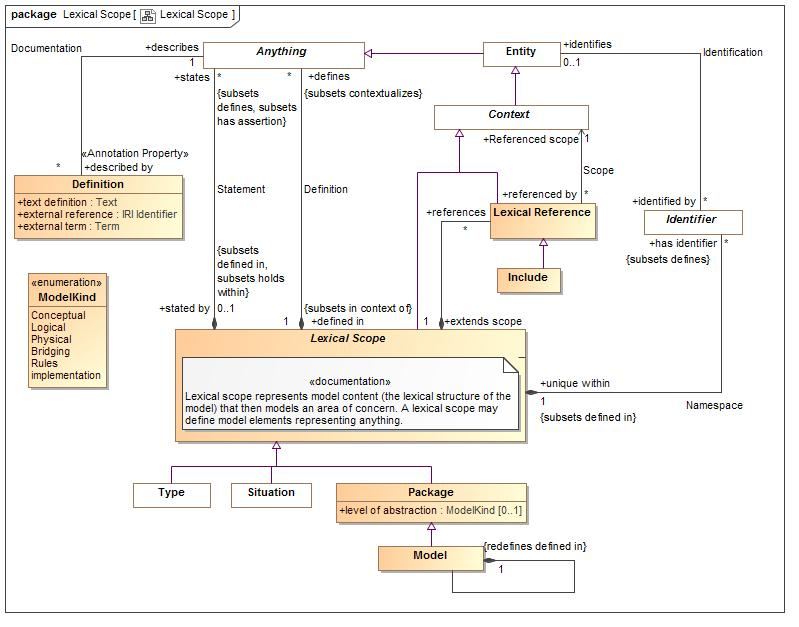 package Lexical Scope [ Lexical Scope ]
Documentation
+describes
1
Anything
Entity
+identifies
0..1
Identification
+states
*
*
+defines
{subsets
defines, subsets
has assertion}
{subsets contextualizes}
Context
+Referenced scope
1
«Annotation Property»
*
+described by
Scope
Definition
+text definition : Text
+external reference : IRI Identifier
+external term : Term
Statement
Definition
+referenced by
*
+references
*
Lexical Reference
+identified by
*
Identifier
+has identifier
*
{subsets defines}
{subsets
defined in,
subsets holds
within}
Include
«enumeration»
ModelKind
Conceptual
Logical
Physical
Bridging
Rules
implementation
+stated by
0..1
{subsets in context of}
1
+defined in
1
+extends scope
Lexical Scope
«documentation»
Lexical scope represents model content (the lexical structure of the
model) that then models an area of concern. A lexical scope may
define model elements representing anything.
+unique within
1
{subsets defined in}
Namespace
Type
Situation
Package
+level of abstraction : ModelKind [0..1]
Model
{redefines defined in}
1